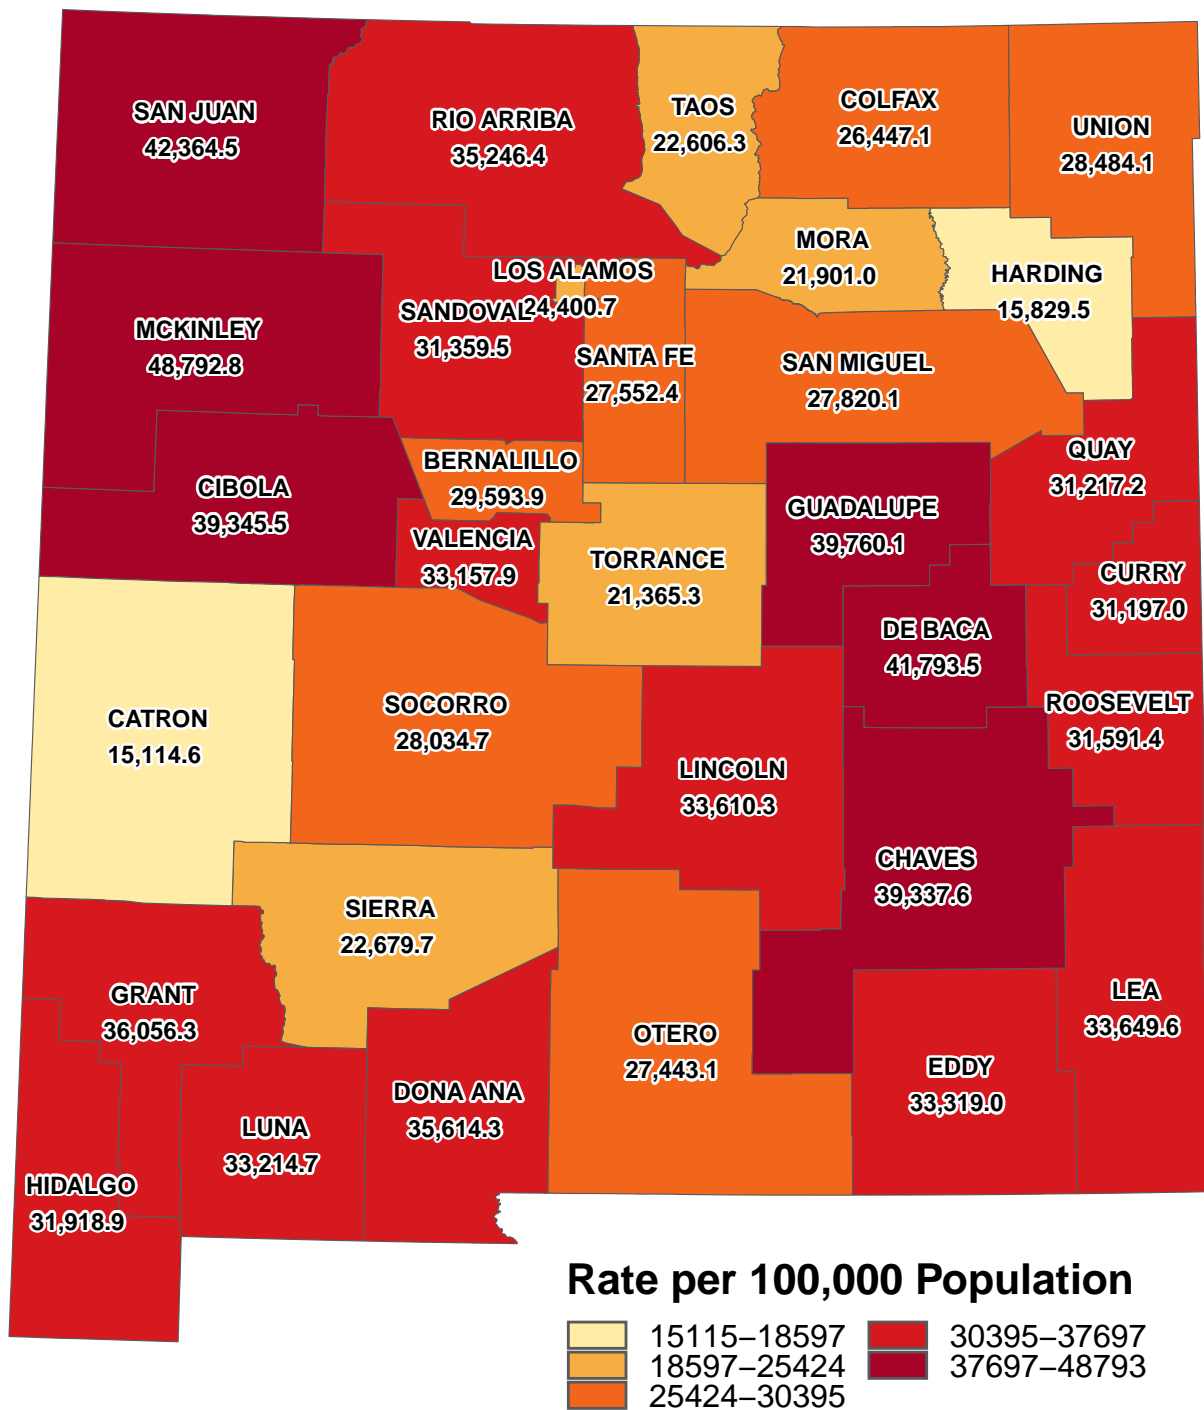 SAN JUAN
42,364.5
RIO ARRIBA
35,246.4
TAOS
22,606.3
COLFAX
26,447.1
UNION
28,484.1
MORA
21,901.0
HARDING
15,829.5
LOS ALAMOS
24,400.7
SANDOVAL
31,359.5
MCKINLEY
48,792.8
SANTA FE
27,552.4
SAN MIGUEL
27,820.1
QUAY
31,217.2
BERNALILLO
29,593.9
CIBOLA
39,345.5
GUADALUPE
39,760.1
VALENCIA
33,157.9
TORRANCE
21,365.3
CURRY
31,197.0
DE BACA
41,793.5
CATRON
15,114.6
SOCORRO
28,034.7
ROOSEVELT
31,591.4
LINCOLN
33,610.3
CHAVES
39,337.6
SIERRA
22,679.7
GRANT
36,056.3
LEA
33,649.6
OTERO
27,443.1
EDDY
33,319.0
DONA ANA
35,614.3
LUNA
33,214.7
HIDALGO
31,918.9
Rate per 100,000 Population
15115–18597
18597–25424
25424–30395
30395–37697
37697–48793